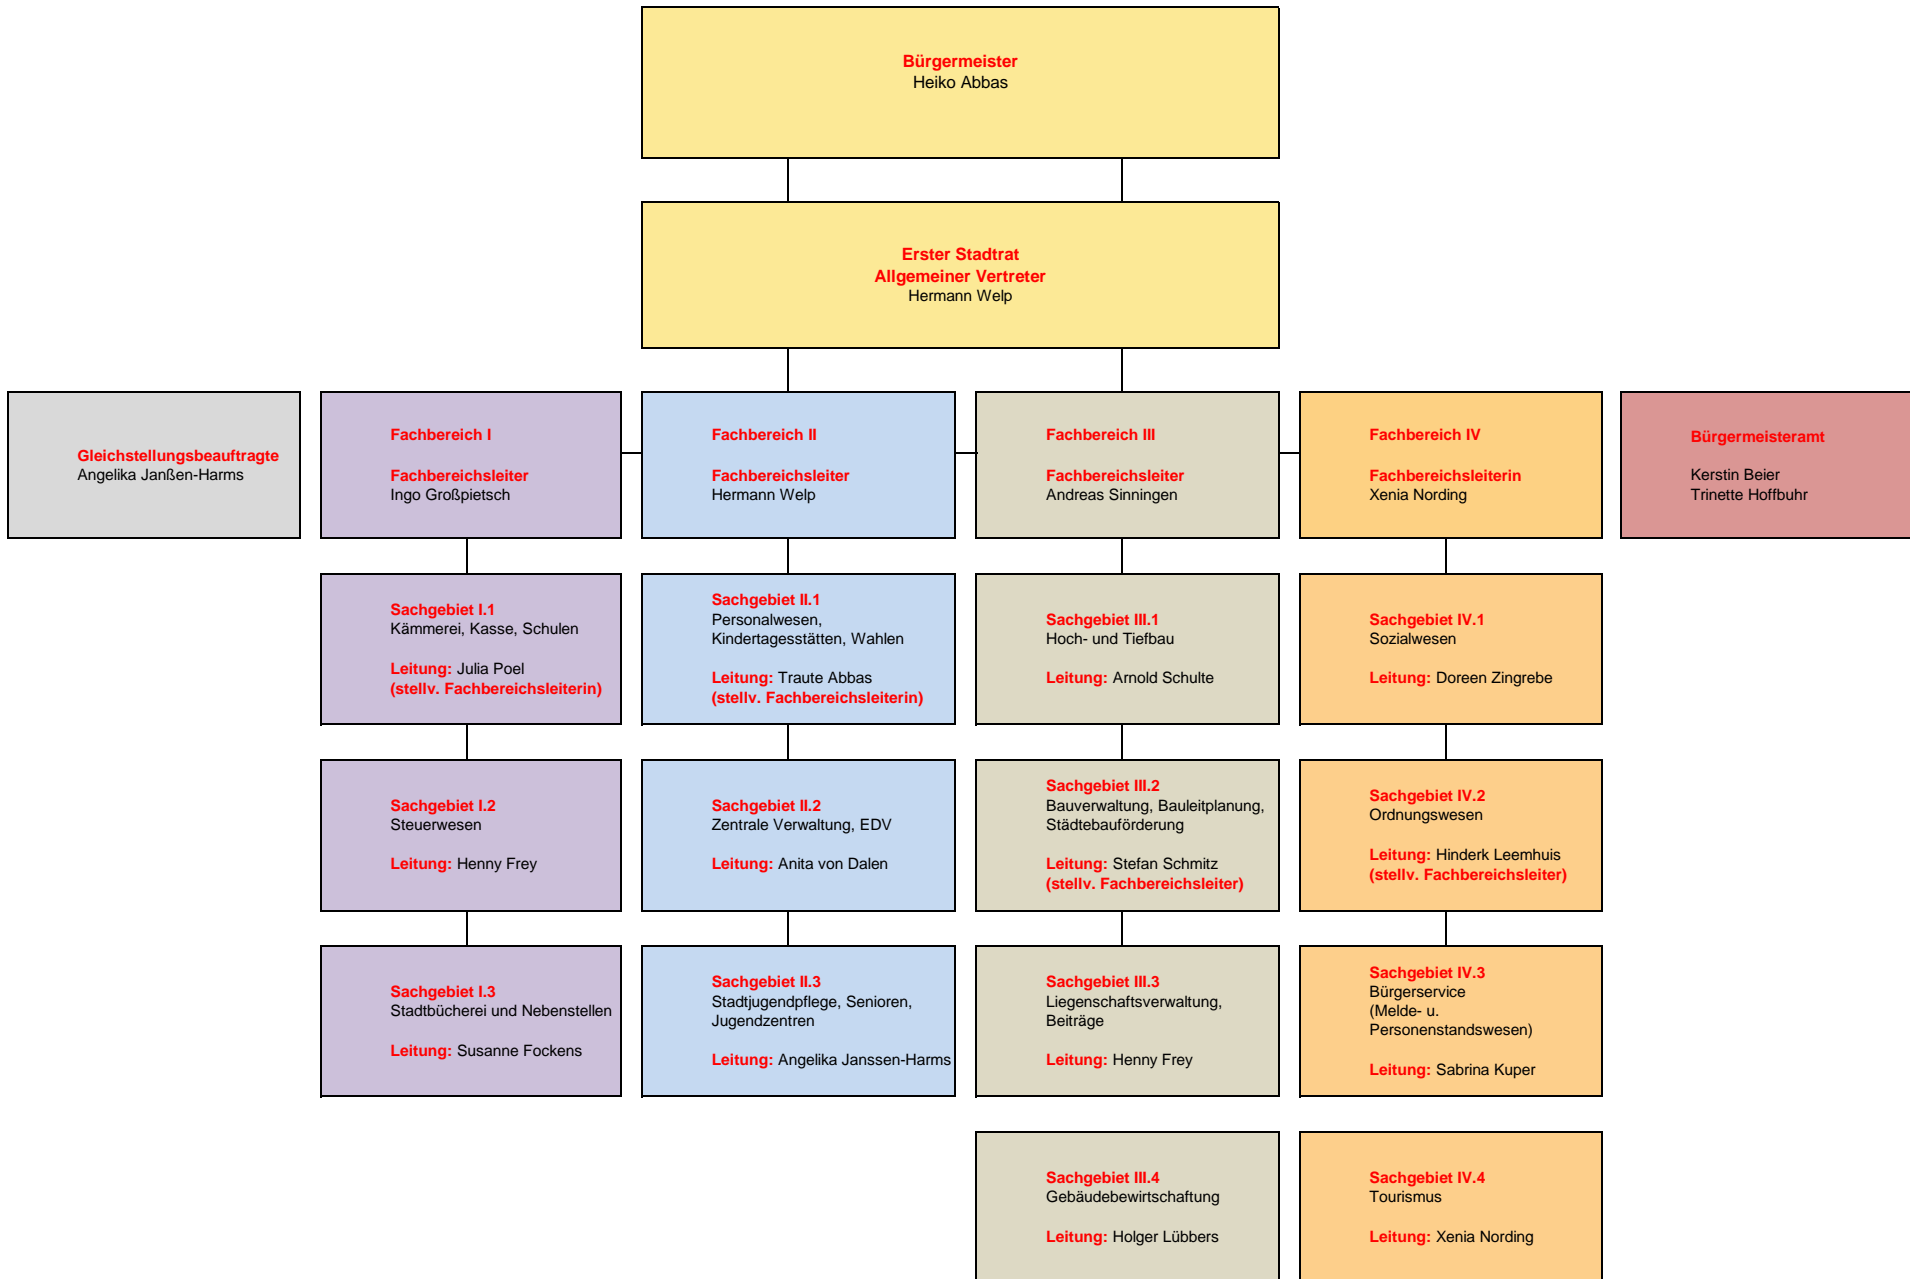 Bürgermeister
Heiko Abbas
Erster Stadtrat
Allgemeiner Vertreter
Hermann Welp
Gleichstellungsbeauftragte
Angelika Janßen-Harms
Fachbereich I
Fachbereichsleiter
Ingo Großpietsch
Fachbereich II
Fachbereichsleiter
Hermann Welp
Fachbereich III
Fachbereichsleiter
Andreas Sinningen
Fachbereich IV
Fachbereichsleiterin
Xenia Nording
Bürgermeisteramt
Kerstin Beier
Trinette Hoffbuhr
Sachgebiet I.1
Kämmerei, Kasse, Schulen
Leitung: Julia Poel
(stellv. Fachbereichsleiterin)
Sachgebiet II.1
Personalwesen,
Kindertagesstätten, Wahlen
Leitung: Traute Abbas
(stellv. Fachbereichsleiterin)
Sachgebiet III.1
Hoch- und Tiefbau
Leitung: Arnold Schulte
Sachgebiet IV.1
Sozialwesen
Leitung: Doreen Zingrebe
Sachgebiet I.2
Steuerwesen
Leitung: Henny Frey
Sachgebiet II.2
Zentrale Verwaltung, EDV
Leitung: Anita von Dalen
Sachgebiet III.2
Bauverwaltung, Bauleitplanung,
Städtebauförderung
Leitung: Stefan Schmitz
(stellv. Fachbereichsleiter)
Sachgebiet IV.2
Ordnungswesen
Leitung: Hinderk Leemhuis
(stellv. Fachbereichsleiter)
Sachgebiet I.3
Stadtbücherei und Nebenstellen
Leitung: Susanne Fockens
Sachgebiet II.3
Stadtjugendpflege, Senioren,
Jugendzentren
Leitung: Angelika Janssen-Harms
Sachgebiet III.3
Liegenschaftsverwaltung,
Beiträge
Leitung: Henny Frey
Sachgebiet IV.3
Bürgerservice
(Melde- u.
Personenstandswesen)
Leitung: Sabrina Kuper
Sachgebiet III.4
Gebäudebewirtschaftung
Leitung: Holger Lübbers
Sachgebiet IV.4
Tourismus
Leitung: Xenia Nording